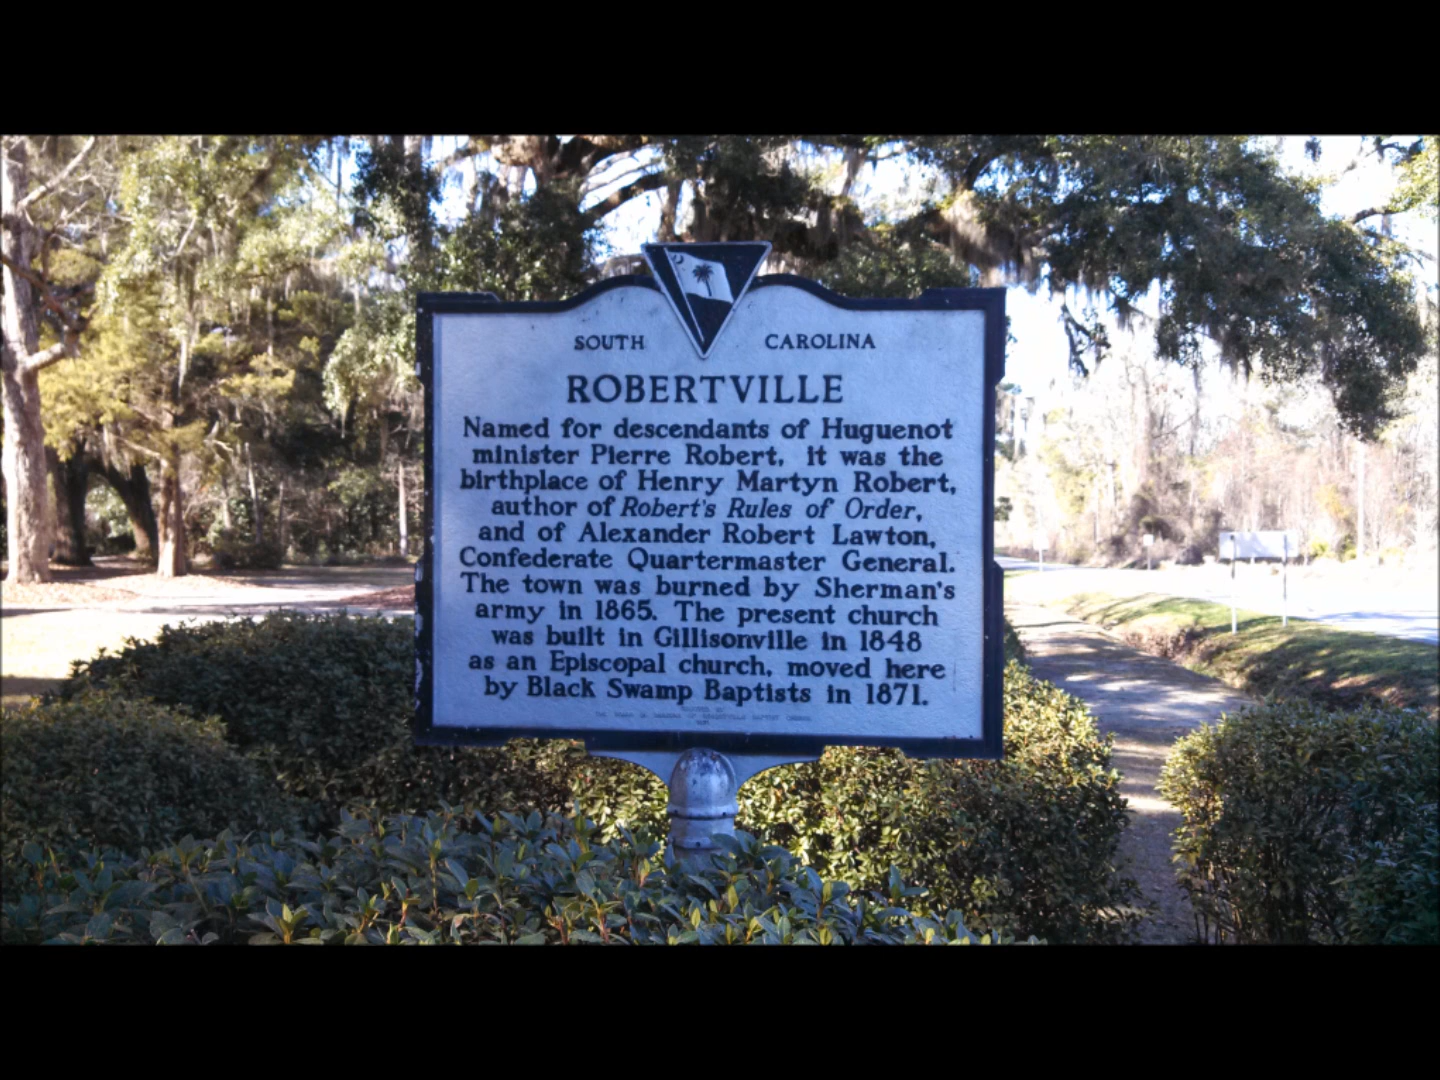 SOUTH CAROLINA
ROBERTVILLE
Named for descendants of Huguenot
minister Pierre Robert, it was the
birthplace of Henry Martyn Robert,
author of Robert's Rules of Order,
and of Alexander Robert Lawton,
Confederate Quartermaster General.
The town was burned by Sherman's
army in 1865. The present church
was built in Gillisonville in 1848
as an Episcopal church, moved here
by Black Swamp Baptists in 1871.